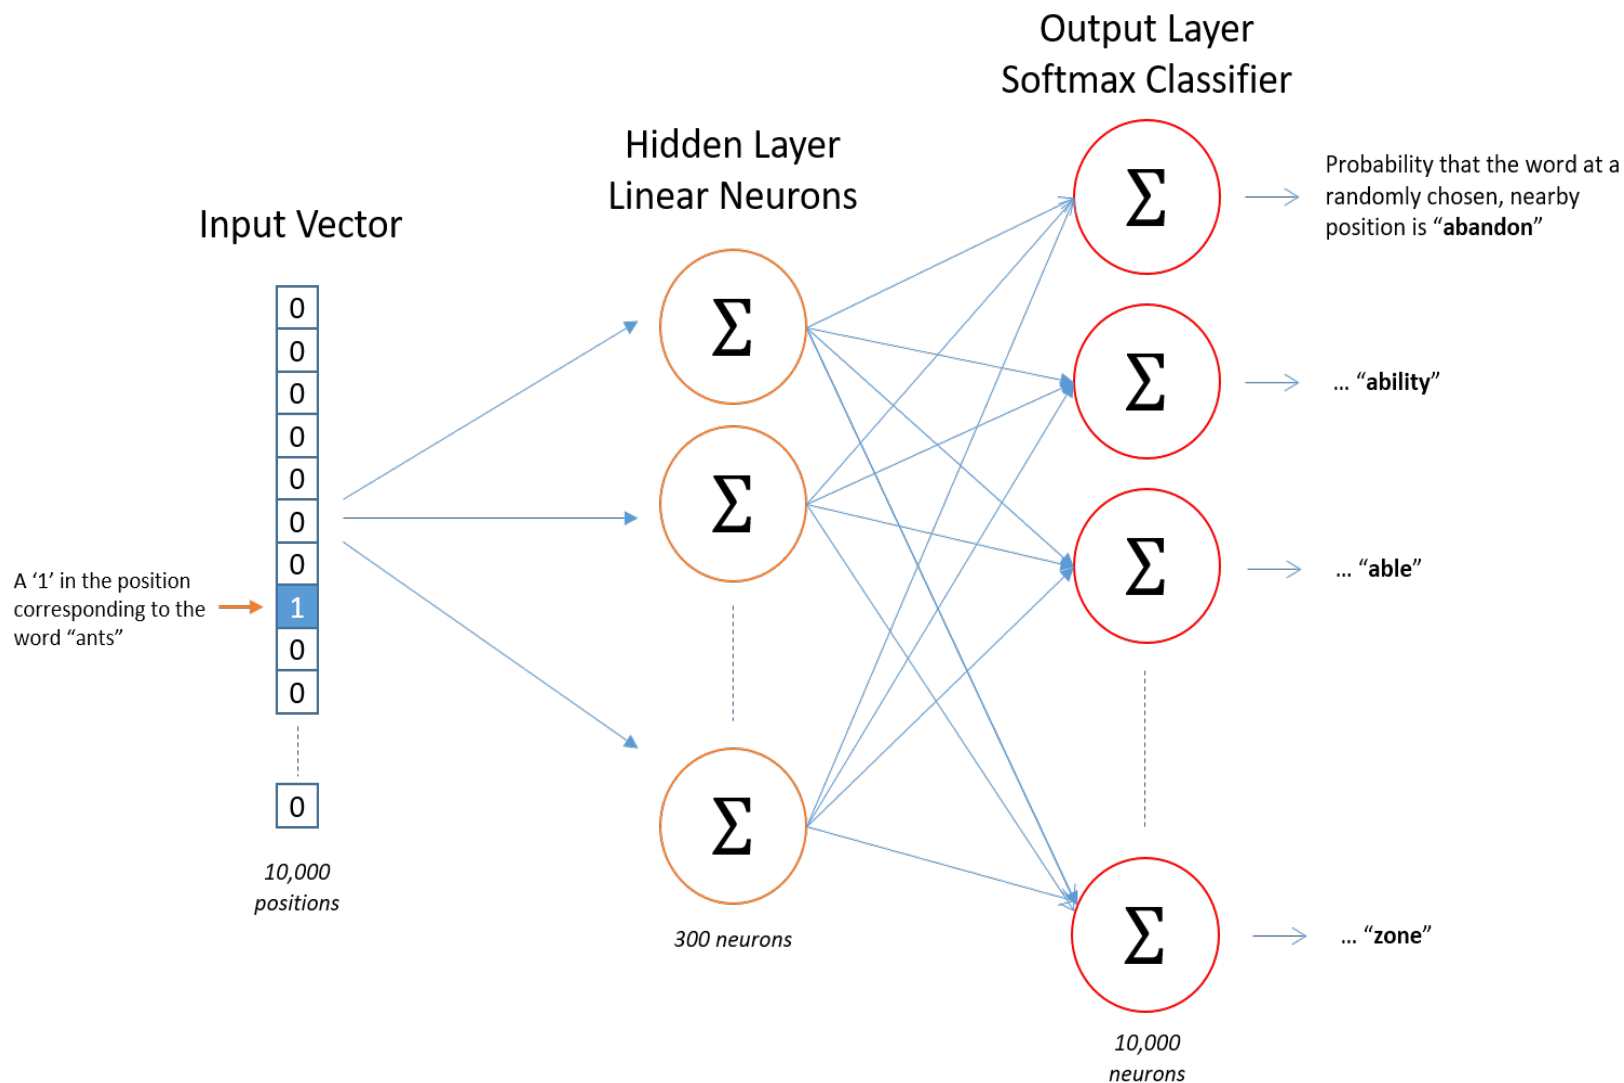 Output Layer
Softmax Classifier
Hidden Layer
Linear Neurons
Input Vector
0
0
0
0
0
0
0
1
0
0
0
A ‘1’ in the position
corresponding to the
word “ants”
10,000
positions
Σ
Σ
Σ
300 neurons
Σ
Σ
Σ
Σ
10,000
neurons
Probability that the word at a
randomly chosen, nearby
position is “abandon”
... “ability”
... “able”
... “zone”